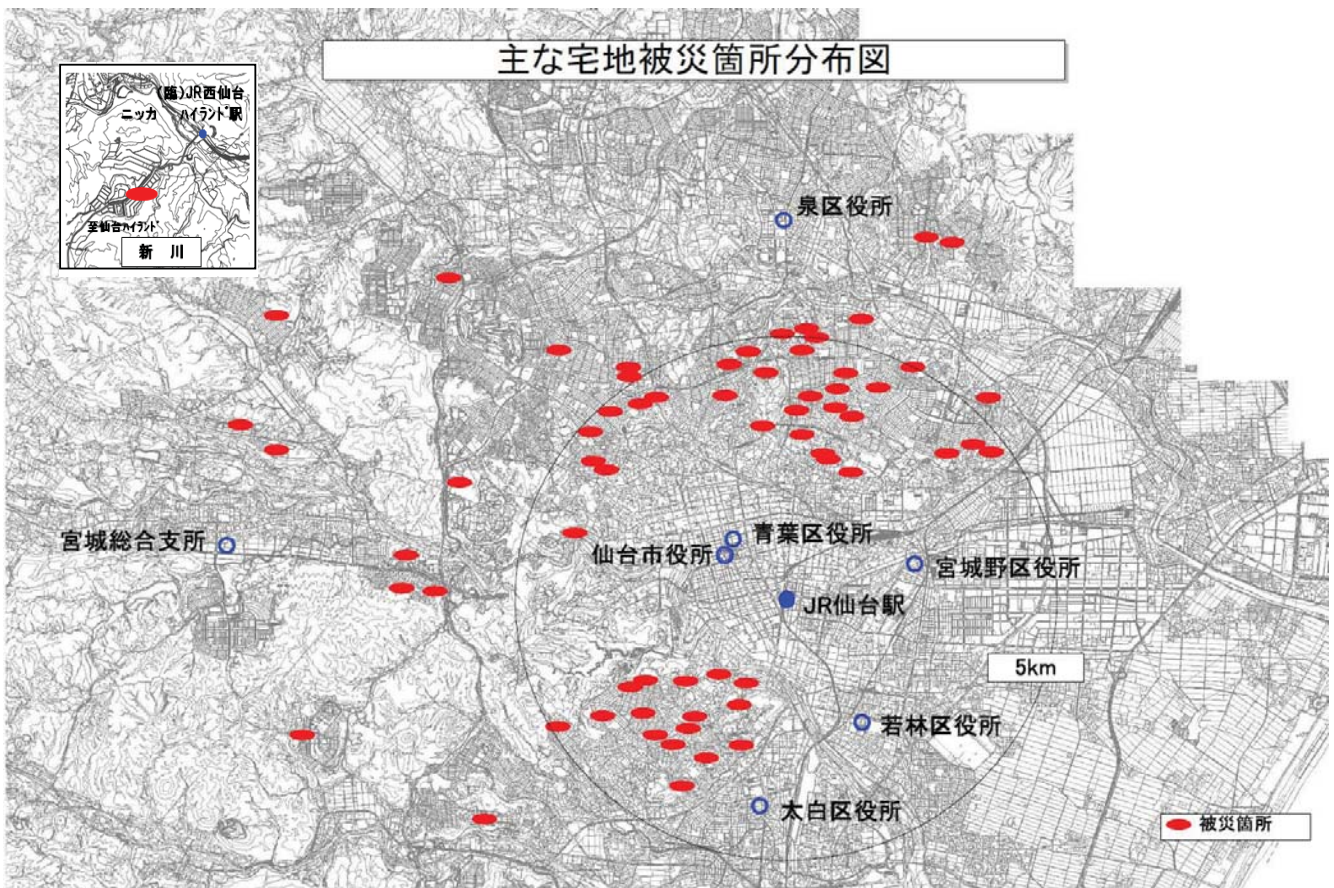 主な宅地被災箇所分布図
(臨)JR西仙台
ニッカ ハイランド駅
至仙台ハイランド
新 川
泉区役所
宮城総合支所
青葉区役所
仙台市役所
宮城野区役所
JR仙台駅
5km
若林区役所
太白区役所
被災箇所